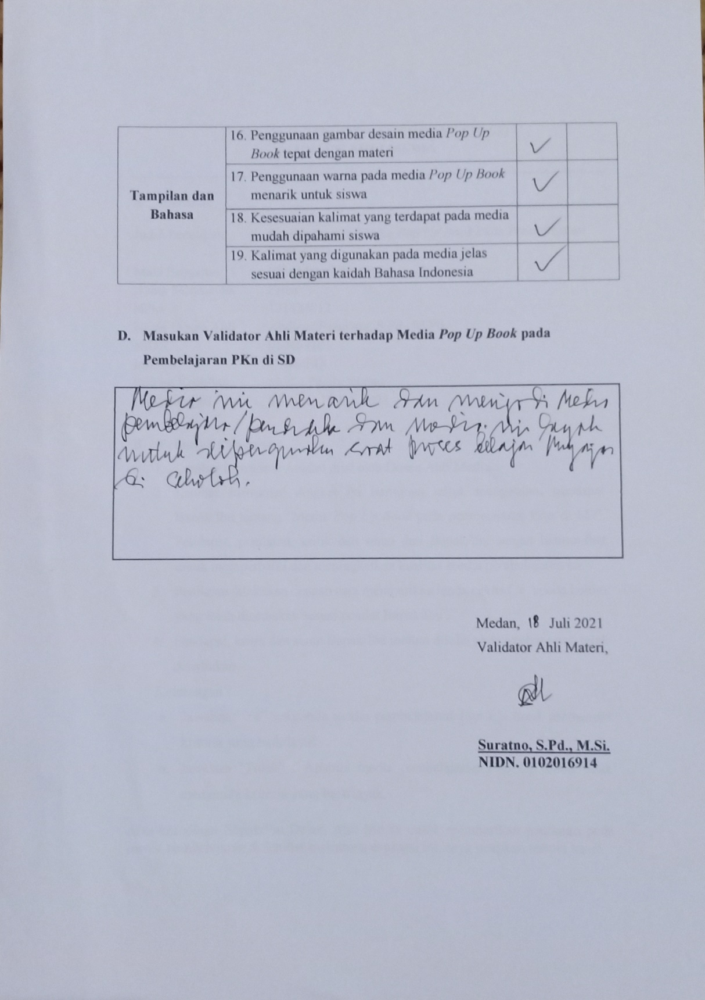 16. Penggunaan gambar desain media Pop Up
Book tepat dengan materi
17. Penggunaan warna pada media Pop Up Book
menarik untuk siswa
Tampilan dan
Bahasa
18. Kesesuaian kalimat yang terdapat pada media
mudah dipahami siswa
19. Kalimat yang digunakan pada media jelas
sesuai dengan kaidah Bahasa Indonesia
D. Masukan Validator Ahli Materi terhadap Media Pop Up Book pada
Pembelajaran PKn di SD
Media ini menarik dan menjadi Media
pembelajaran/ dan Media ini layak
untuk dipergunakan saat proses belajar mengajar
di sekolah.
Medan, 18 Juli 2021
Validator Ahli Materi,
Suratno, S.Pd., M.Si.
NIDN. 0102016914